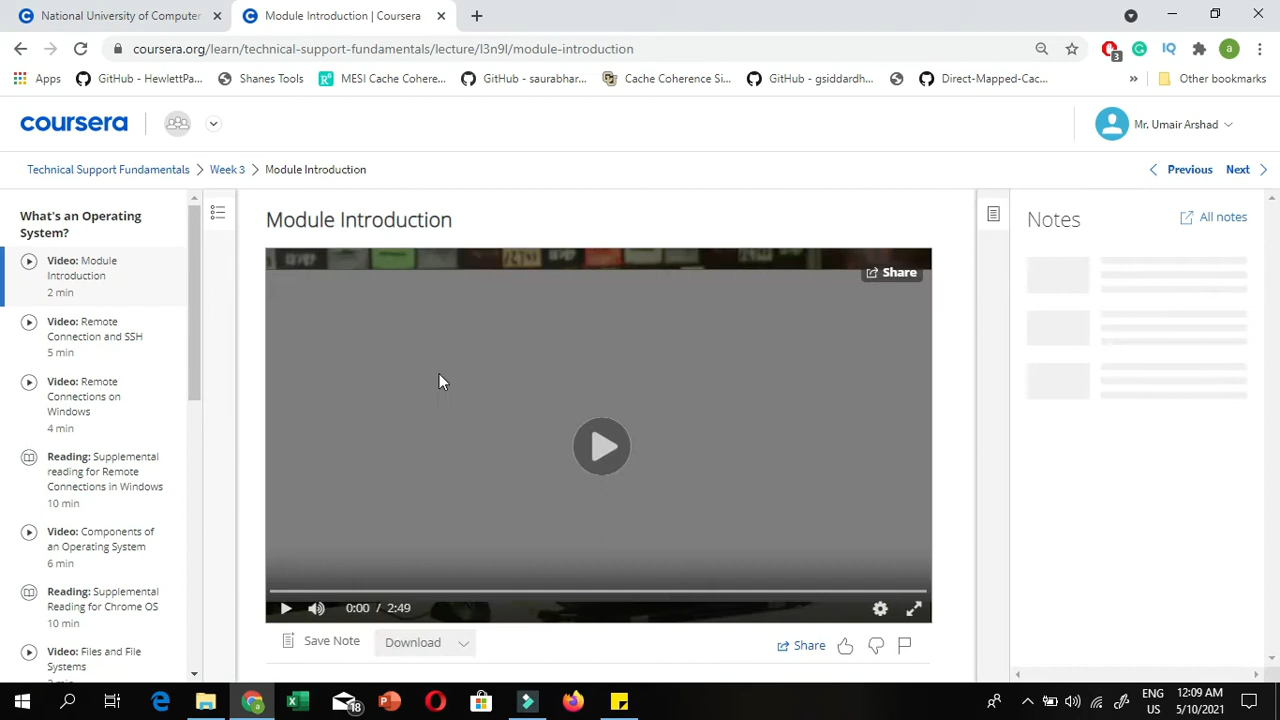 National University of Computer
Module Introduction | Coursera
coursera.org/learn/technical-support-fundamentals/lecture/l3n9l/module-introduction
3
IQ
a
Apps
GitHub - HewlettPa...
Shanes Tools
MESI Cache Cohere...
GitHub - saurabhar...
Cache Coherence Si...
GitHub - gsiddardh...
Direct-Mapped-Cac...
»
Other bookmarks
coursera
Mr. Umair Arshad
Technical Support Fundamentals > Week 3 > Module Introduction
Previous
Next
What's an Operating
System?
Video: Module
Introduction
2 min
Video: Remote
Connection and SSH
5 min
Video: Remote
Connections on
Windows
4 min
Reading: Supplemental
reading for Remote
Connections in Windows
10 min
Video: Components of
an Operating System
6 min
Reading: Supplemental
Reading for Chrome OS
10 min
Video: Files and File
Systems
Module Introduction
Share
0:00 / 2:49
Save Note
Download
Share
Notes
All notes
18
ENG
US
12:09 AM
5/10/2021